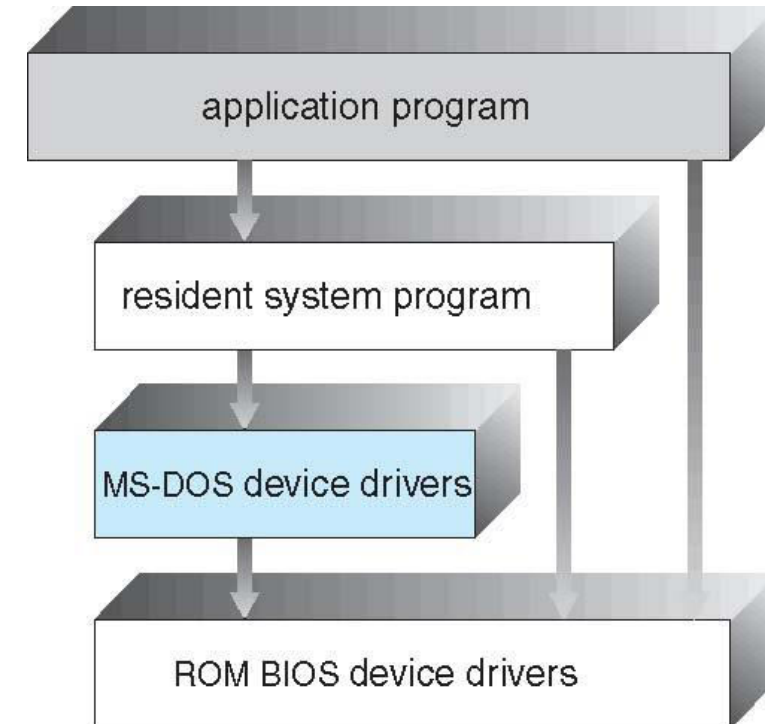 application program
resident system program
MS-DOS device drivers
ROM BIOS device drivers